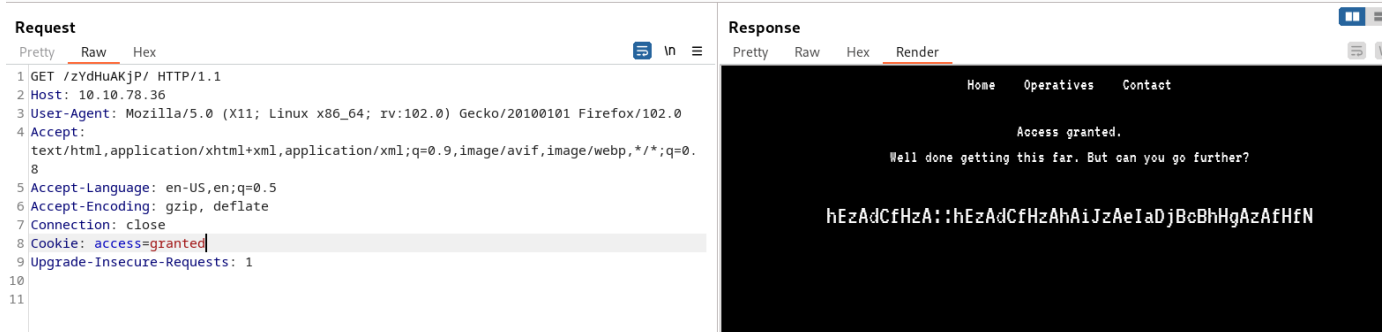 Request
Pretty Raw Hex \n
1 GET /zYdHuAKjP/ HTTP/1.1
2 Host: 10.10.78.36
3 User-Agent: Mozilla/5.0 (X11; Linux x86_64; rv:102.0) Gecko/20100101 Firefox/102.0
4 Accept:
text/html,application/xhtml+xml,application/xml;q=0.9,image/avif,image/webp,*/*;q=0.
8
5 Accept-Language: en-US,en;q=0.5
6 Accept-Encoding: gzip, deflate
7 Connection: close
8 Cookie: access=granted
9 Upgrade-Insecure-Requests: 1
10
11
Response
Pretty Raw Hex Render
Home Operatives Contact
Access granted.
Well done getting this far. But can you go further?
hEzAdCfHzA::hEzAdCfHzAhAiJzAeIaDjBcBhHgAzAfHfN